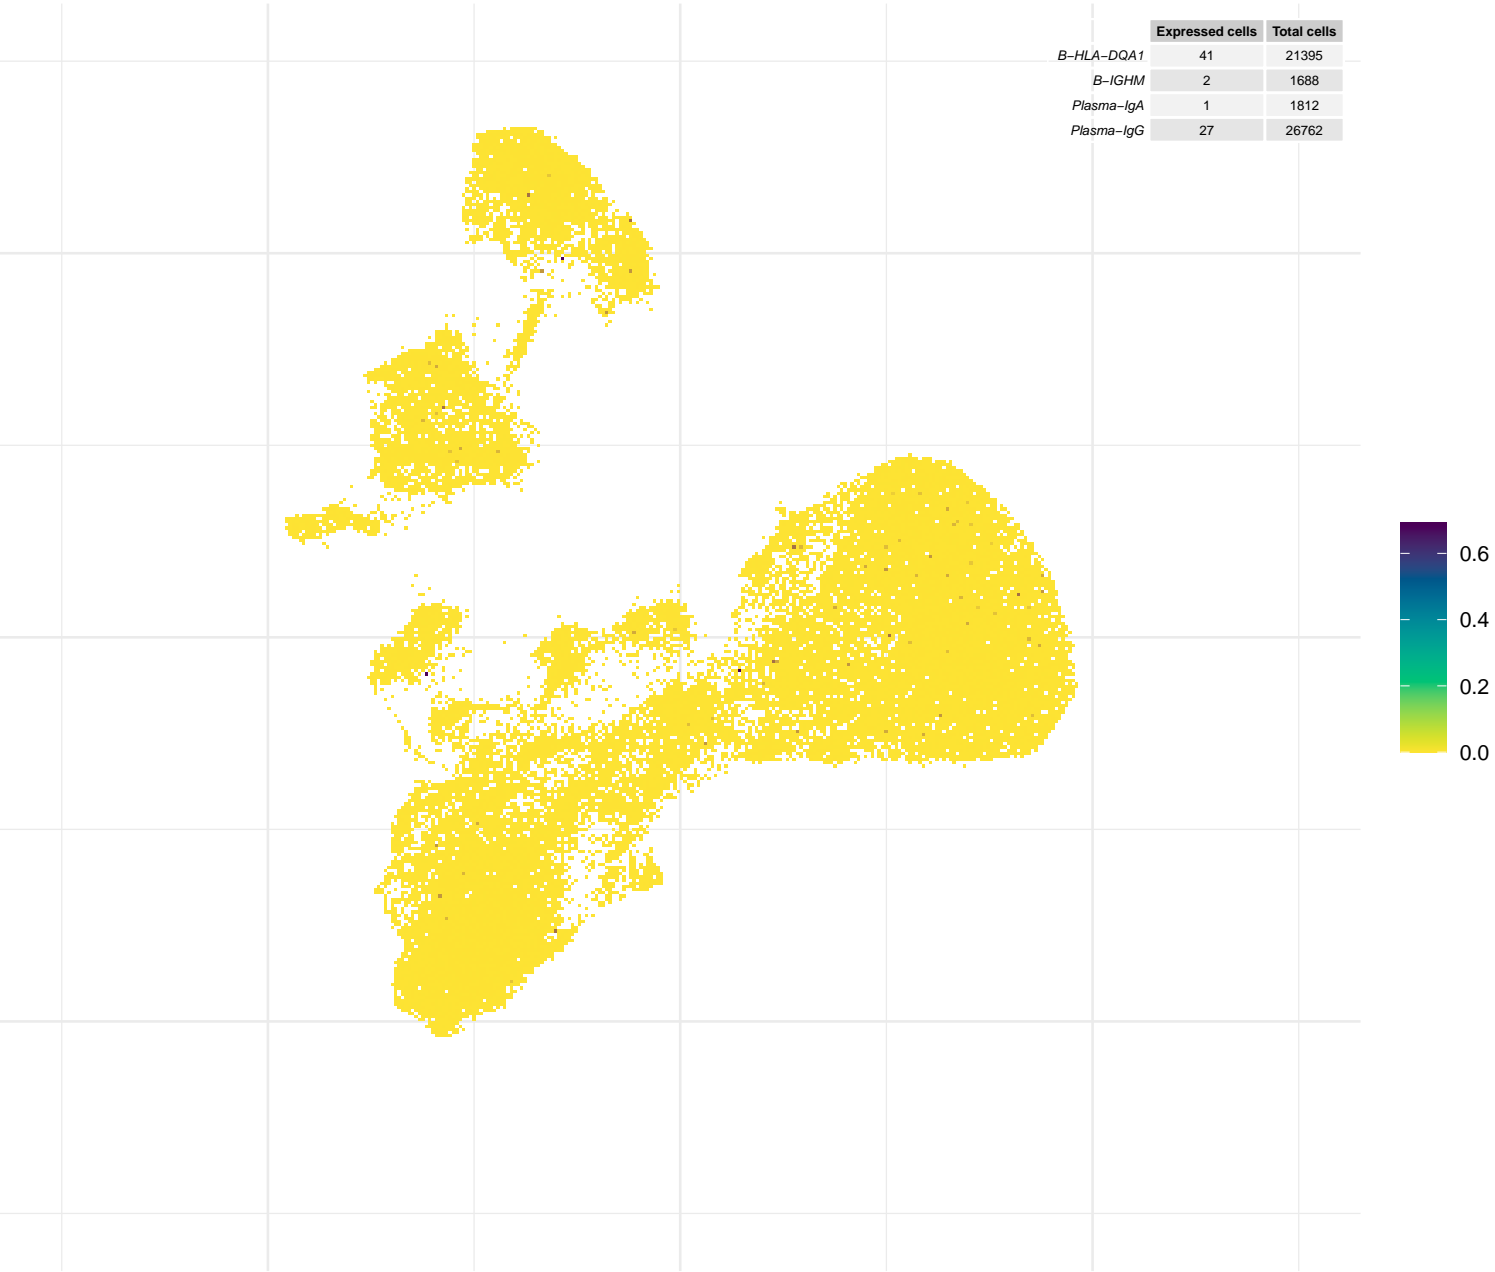 Expressed cells Total cells
B−HLA−DQA1 41 21395
B−IGHM 2 1688
Plasma−IgA 1 1812
Plasma−IgG 27 26762
0.6
0.4
0.2
0.0